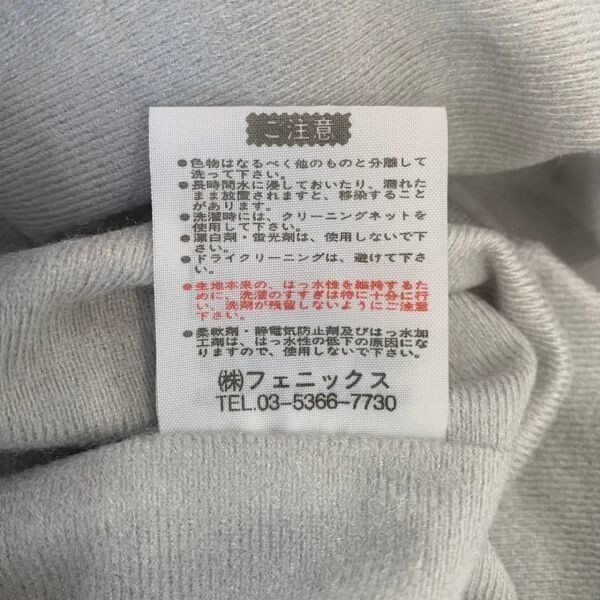 ご注意
●色物はなるべく他のものと分離して
洗って下さい。
●長時間水に浸しておいたり、濡れた
まま放置されますと、移染すること
があります。
●洗濯時には、クリーニングネットを
使用して下さい。
●漂白剤・蛍光剤は、使用しないで下
さい。
●ドライクリーニングは、避けて下さ
い。
●生地本来の、はっ水性を維持するた
めに、洗濯のすすぎは特に十分に行
い、洗剤が残留しないようにご注意
下さい。
●柔軟剤・静電気防止剤及びはっ水加
工剤は、はっ水性の低下の原因にな
りますので、使用しないで下さい。
㈱フェニックス
TEL.03-5366-7730